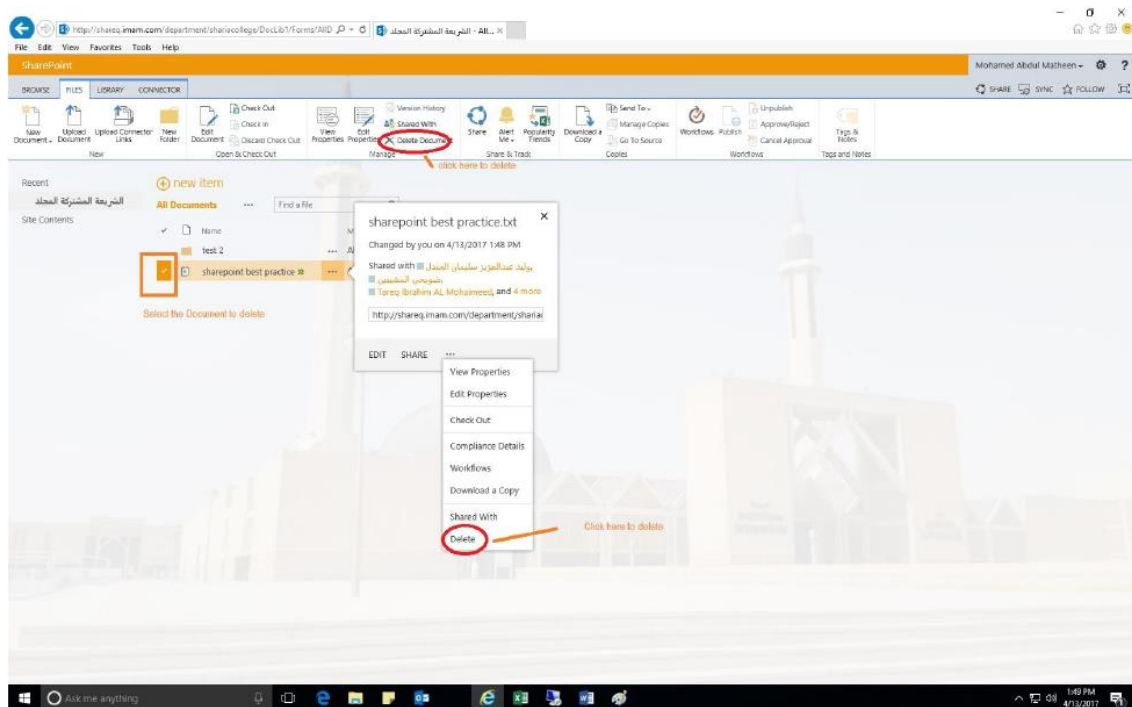 http://shareq.imam.com/department/shariacollege/DocLib1/Forms/AllD
الشريعة المشتركة المجلد - All...
File Edit View Favorites Tools Help
SharePoint
Mohamed Abdul Matheen
?
BROWSE FILES LIBRARY CONNECTOR
SHARE SYNC FOLLOW
New Document
Upload Document
Upload Connector Links
New Folder
New
Edit Document
Check Out
Check In
Discard Check Out
Open & Check Out
View Properties
Edit Properties
Version History
Shared With
Delete Document
Manage
Share
Alert Me
Popularity Trends
Share & Track
Download a Copy
Send To
Manage Copies
Go To Source
Copies
Workflows
Publish
Unpublish
Approve/Reject
Cancel Approval
Workflows
Tags & Notes
Tags and Notes
click here to delete
Recent
الشريعة المشتركة المجلد
Site Contents
new item
All Documents ... Find a file
Name
test 2 ...
sharepoint best practice ...
Select the Document to delete
sharepoint best practice.txt
Changed by you on 4/13/2017 1:48 PM
Shared with وليد عبدالعزيز سليمان المبدل,
Tareq Ibrahim AL Mohaimeed, and 4 more
http://shareq.imam.com/department/shariac
EDIT SHARE ...
View Properties
Edit Properties
Check Out
Compliance Details
Workflows
Download a Copy
Shared With
Delete
Click here to delete
Ask me anything
1:49 PM
4/13/2017